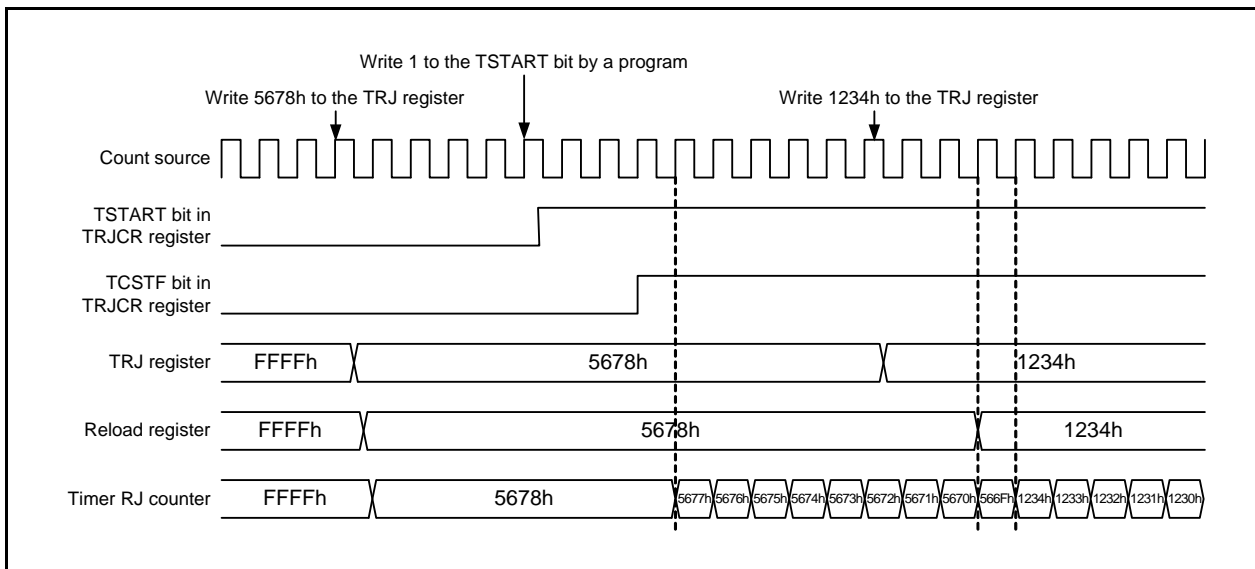 Write 1 to the TSTART bit by a program
Write 5678h to the TRJ register
Write 1234h to the TRJ register
Count source
TSTART bit in
TRJCR register
TCSTF bit in
TRJCR register
TRJ register FFFFh 5678h 1234h
Reload register FFFFh 5678h 1234h
Timer RJ counter FFFFh 5678h 5677h 5676h 5675h 5674h 5673h 5672h 5671h 5670h 566Fh 1234h 1233h 1232h 1231h 1230h